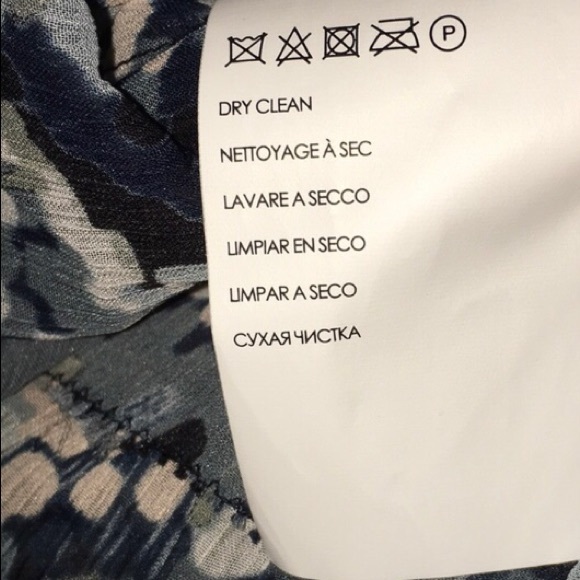 P
DRY CLEAN
NETTOYAGE À SEC
LAVARE A SECCO
LIMPIAR EN SECO
LIMPAR A SECO
СУХАЯ ЧИСТКА